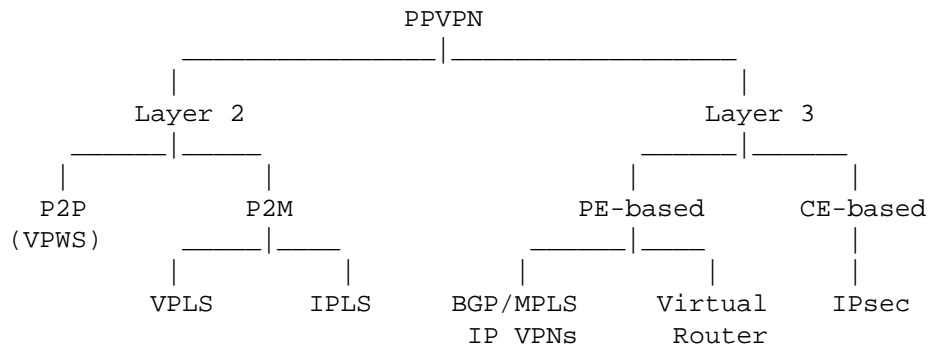 PPVPN
Layer 2 Layer 3
P2P P2M PE-based CE-based
(VPWS)
VPLS IPLS BGP/MPLS Virtual IPsec
IP VPNs Router